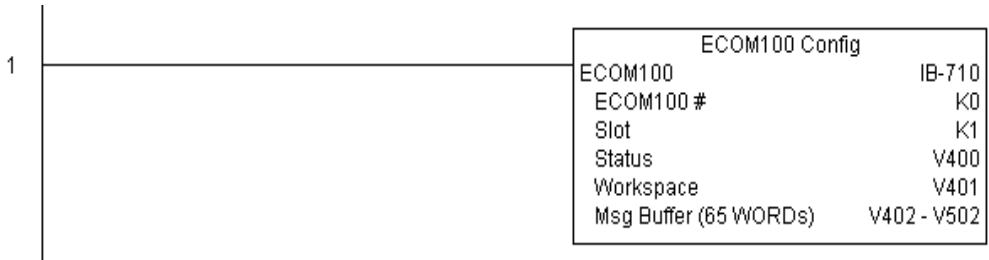 ECOM100 Config
1
ECOM100 IB-710
ECOM100 # K0
Slot K1
Status V400
Workspace V401
Msg Buffer (65 WORDs) V402 - V502